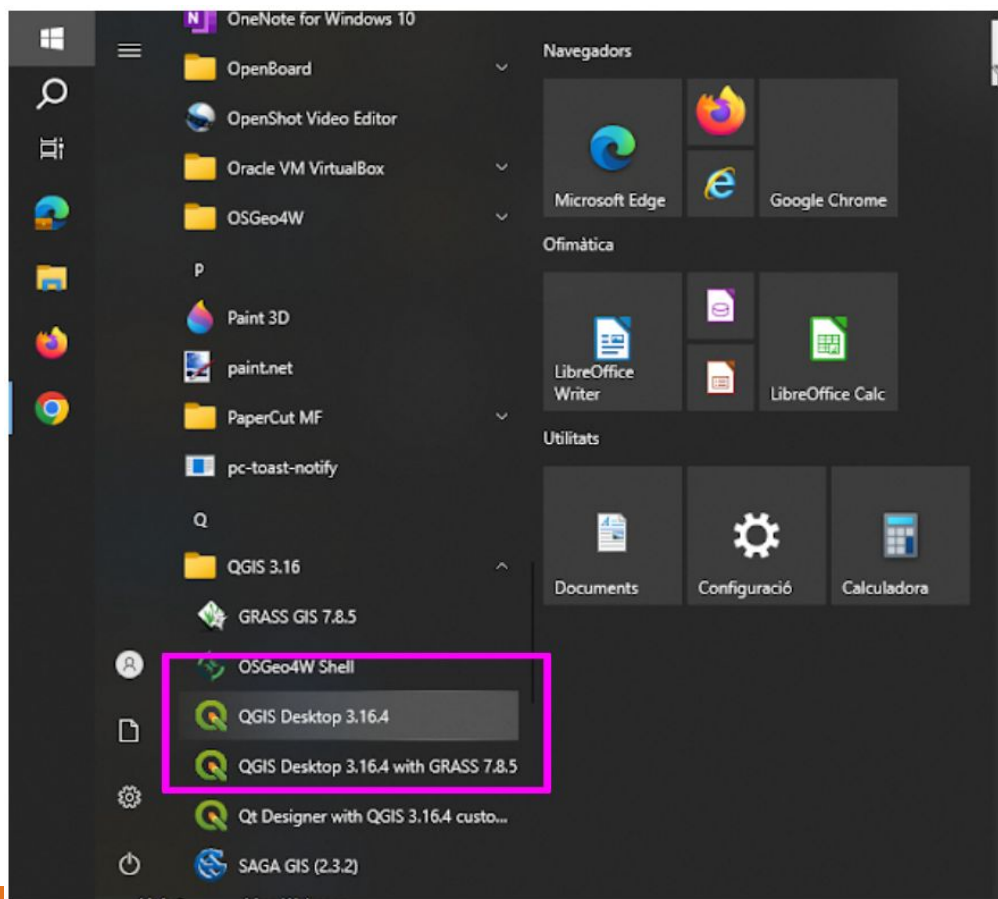 OneNote for Windows 10
OpenBoard
OpenShot Video Editor
Oracle VM VirtualBox
OSGeo4W
P
Paint 3D
paint.net
PaperCut MF
pc-toast-notify
Q
QGIS 3.16
GRASS GIS 7.8.5
OSGeo4W Shell
QGIS Desktop 3.16.4
QGIS Desktop 3.16.4 with GRASS 7.8.5
Qt Designer with QGIS 3.16.4 custo...
SAGA GIS (2.3.2)
Navegadors
Microsoft Edge
Google Chrome
Ofimàtica
LibreOffice
Writer
LibreOffice Calc
Utilitats
Documents
Configuració
Calculadora